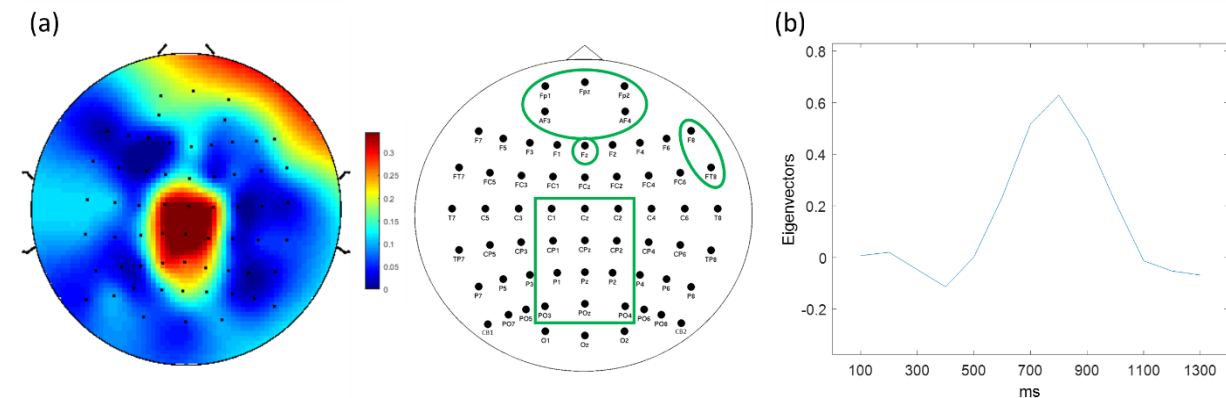 (a)
(b)
0.3
0.25
0.2
0.15
0.1
0.05
0
Fp1 Fpz Fp2
AF3 AF4
F7 F5 F3 F1 Fz F2 F4 F6 F8
FT7 FC5 FC3 FC1 FCz FC2 FC4 FC6 FT8
T7 C5 C3 C1 Cz C2 C4 C6 T8
TP7 CP5 CP3 CP1 CPz CP2 CP4 CP6 TP8
P7 P5 P3 P1 Pz P2 P4 P6 P8
PO7 PO5 PO3 POz PO4 PO6 PO8
CB1 O1 Oz O2 CB2
Eigenvectors
0.8
0.6
0.4
0.2
0
-0.2
100 300 500 700 900 1100 1300
ms